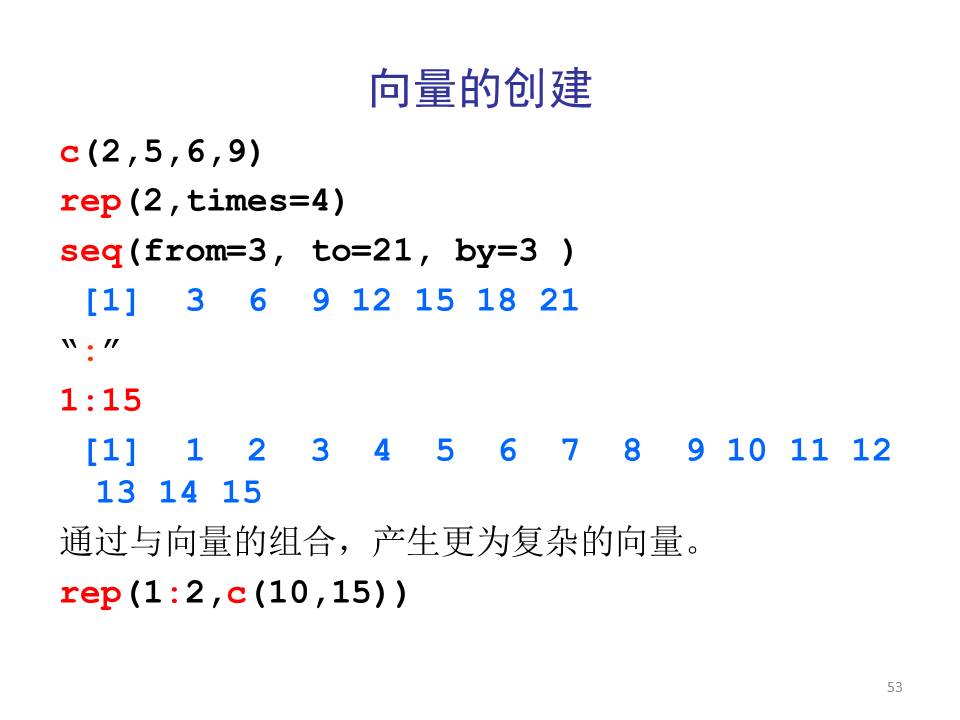 向量的创建
c(2,5,6,9)
rep(2,times=4)
seq(from=3, to=21, by=3 )
[1]  3  6  9 12 15 18 21
“:”
1:15
[1]  1  2  3  4  5  6  7  8  9 10 11 12
13 14 15
通过与向量的组合，产生更为复杂的向量。
rep(1:2,c(10,15))
53